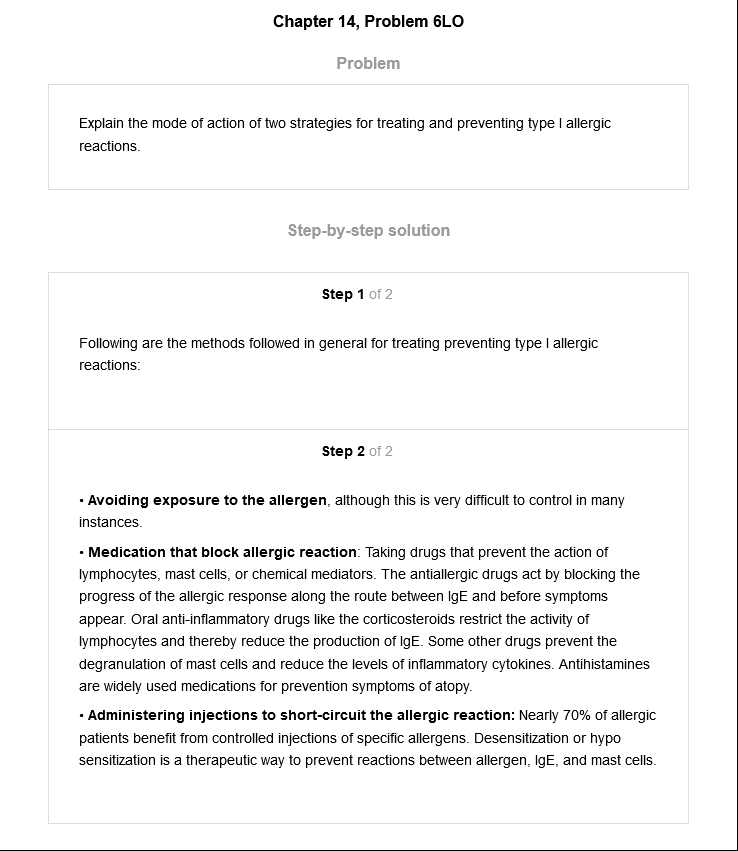 Chapter 14, Problem 6LO
Problem
Explain the mode of action of two strategies for treating and preventing type I allergic
reactions.
Step-by-step solution
Step 1 of 2
Following are the methods followed in general for treating preventing type I allergic
reactions:
Step 2 of 2
• Avoiding exposure to the allergen, although this is very difficult to control in many
instances.
• Medication that block allergic reaction: Taking drugs that prevent the action of
lymphocytes, mast cells, or chemical mediators. The antiallergic drugs act by blocking the
progress of the allergic response along the route between IgE and before symptoms
appear. Oral anti-inflammatory drugs like the corticosteroids restrict the activity of
lymphocytes and thereby reduce the production of IgE. Some other drugs prevent the
degranulation of mast cells and reduce the levels of inflammatory cytokines. Antihistamines
are widely used medications for prevention symptoms of atopy.
• Administering injections to short-circuit the allergic reaction: Nearly 70% of allergic
patients benefit from controlled injections of specific allergens. Desensitization or hypo
sensitization is a therapeutic way to prevent reactions between allergen, IgE, and mast cells.